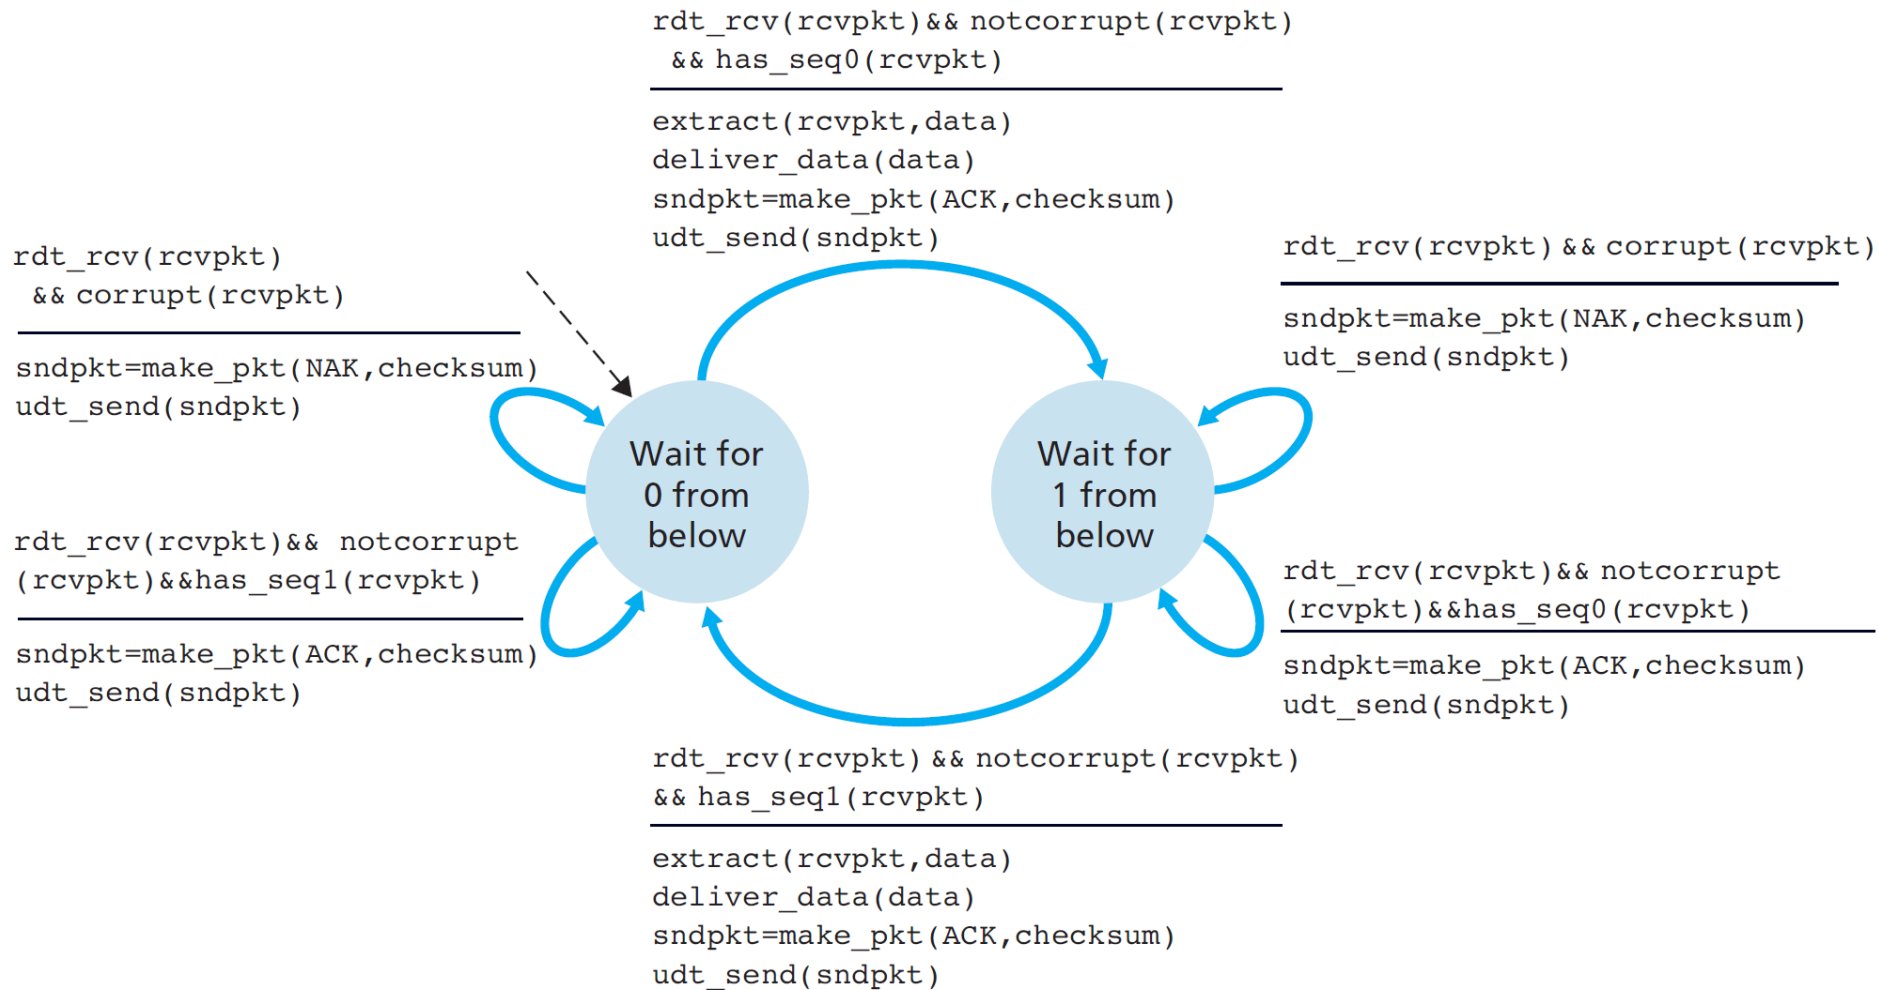 rdt_rcv(rcvpkt)&& notcorrupt(rcvpkt)
&& has_seq0(rcvpkt)
extract(rcvpkt,data)
deliver_data(data)
sndpkt=make_pkt(ACK,checksum)
udt_send(sndpkt)
rdt_rcv(rcvpkt)
&& corrupt(rcvpkt)
sndpkt=make_pkt(NAK,checksum)
udt_send(sndpkt)
rdt_rcv(rcvpkt) && corrupt(rcvpkt)
sndpkt=make_pkt(NAK,checksum)
udt_send(sndpkt)
Wait for
0 from
below
Wait for
1 from
below
rdt_rcv(rcvpkt)&& notcorrupt
(rcvpkt)&&has_seq1(rcvpkt)
sndpkt=make_pkt(ACK,checksum)
udt_send(sndpkt)
rdt_rcv(rcvpkt)&& notcorrupt
(rcvpkt)&&has_seq0(rcvpkt)
sndpkt=make_pkt(ACK,checksum)
udt_send(sndpkt)
rdt_rcv(rcvpkt) && notcorrupt(rcvpkt)
&& has_seq1(rcvpkt)
extract(rcvpkt,data)
deliver_data(data)
sndpkt=make_pkt(ACK,checksum)
udt_send(sndpkt)